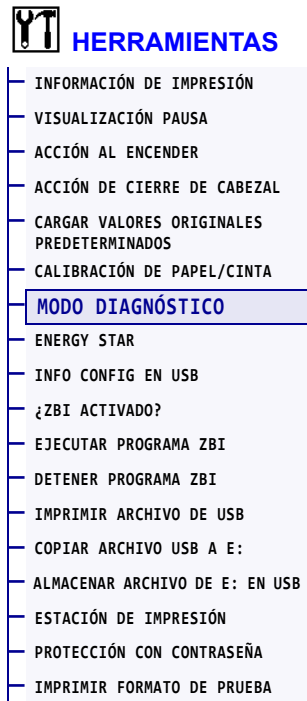 HERRAMIENTAS
INFORMACIÓN DE IMPRESIÓN
VISUALIZACIÓN PAUSA
ACCIÓN AL ENCENDER
ACCIÓN DE CIERRE DE CABEZAL
CARGAR VALORES ORIGINALES
PREDETERMINADOS
CALIBRACIÓN DE PAPEL/CINTA
MODO DIAGNÓSTICO
ENERGY STAR
INFO CONFIG EN USB
¿ZBI ACTIVADO?
EJECUTAR PROGRAMA ZBI
DETENER PROGRAMA ZBI
IMPRIMIR ARCHIVO DE USB
COPIAR ARCHIVO USB A E:
ALMACENAR ARCHIVO DE E: EN USB
ESTACIÓN DE IMPRESIÓN
PROTECCIÓN CON CONTRASEÑA
IMPRIMIR FORMATO DE PRUEBA